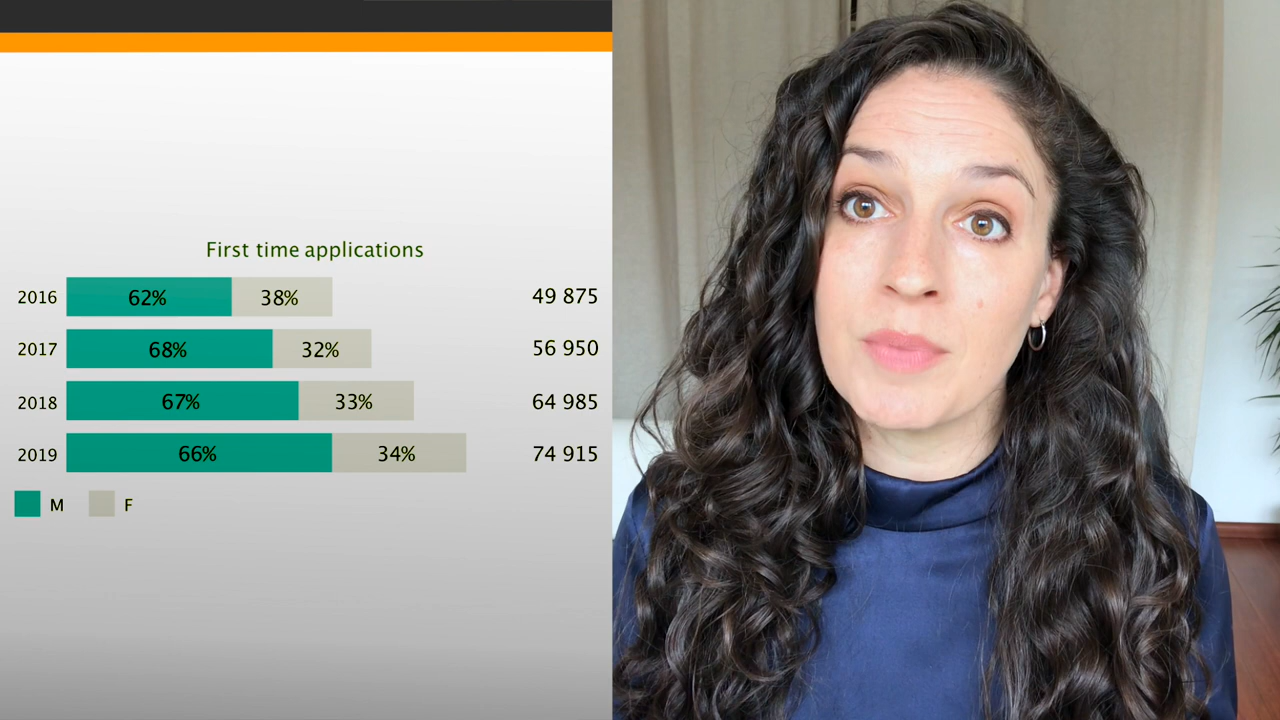 First time applications
2016 62% 38% 49 875
2017 68% 32% 56 950
2018 67% 33% 64 985
2019 66% 34% 74 915
M F